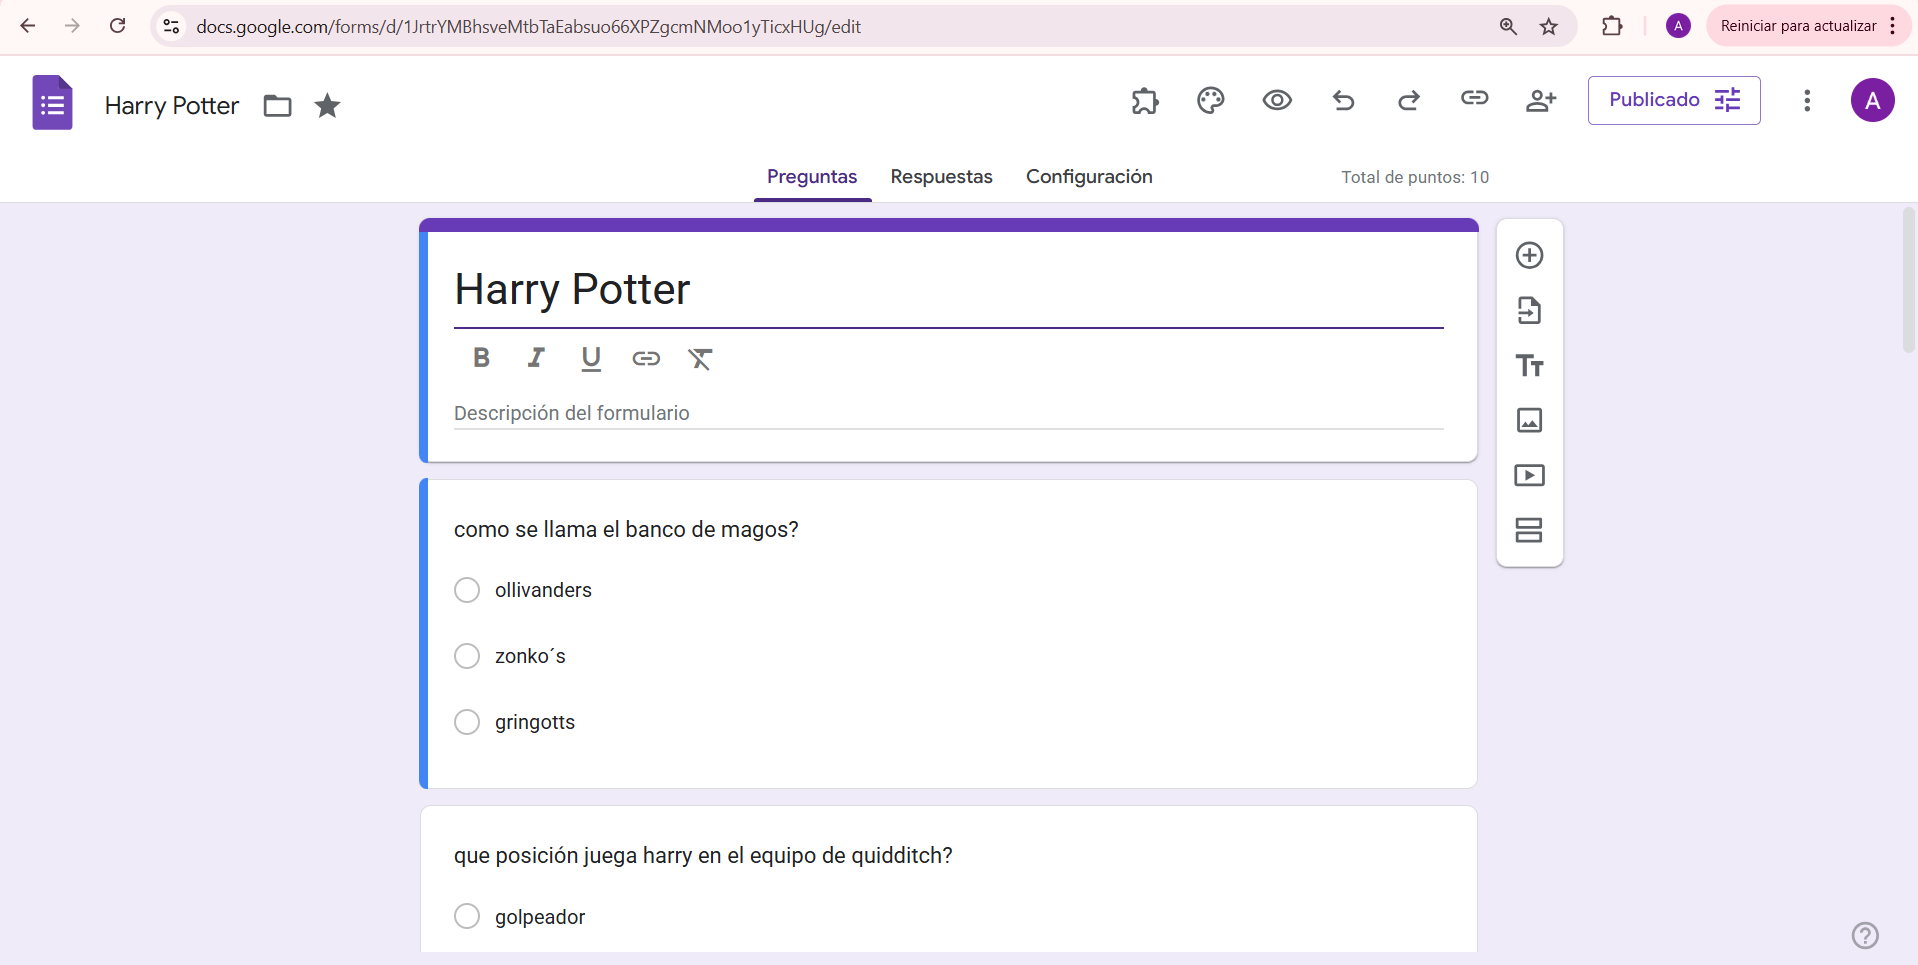 docs.google.com/forms/d/1JrtrYMBhsveMtbTaEabsuo66XPZgcmNMoo1yTicxHUg/edit
A
Reiniciar para actualizar
Harry Potter
Publicado
A
Preguntas
Respuestas
Configuración
Total de puntos: 10
Harry Potter
B I U
Descripción del formulario
como se llama el banco de magos?
ollivanders
zonko´s
gringotts
que posición juega harry en el equipo de quidditch?
golpeador